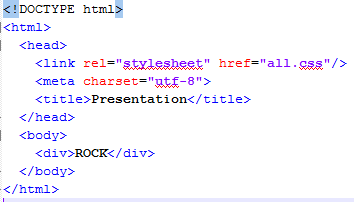 <!DOCTYPE html>
<html>
<head>
<link rel="stylesheet" href="all.css"/>
<meta charset="utf-8">
<title>Presentation</title>
</head>
<body>
<div>ROCK</div>
</body>
</html>